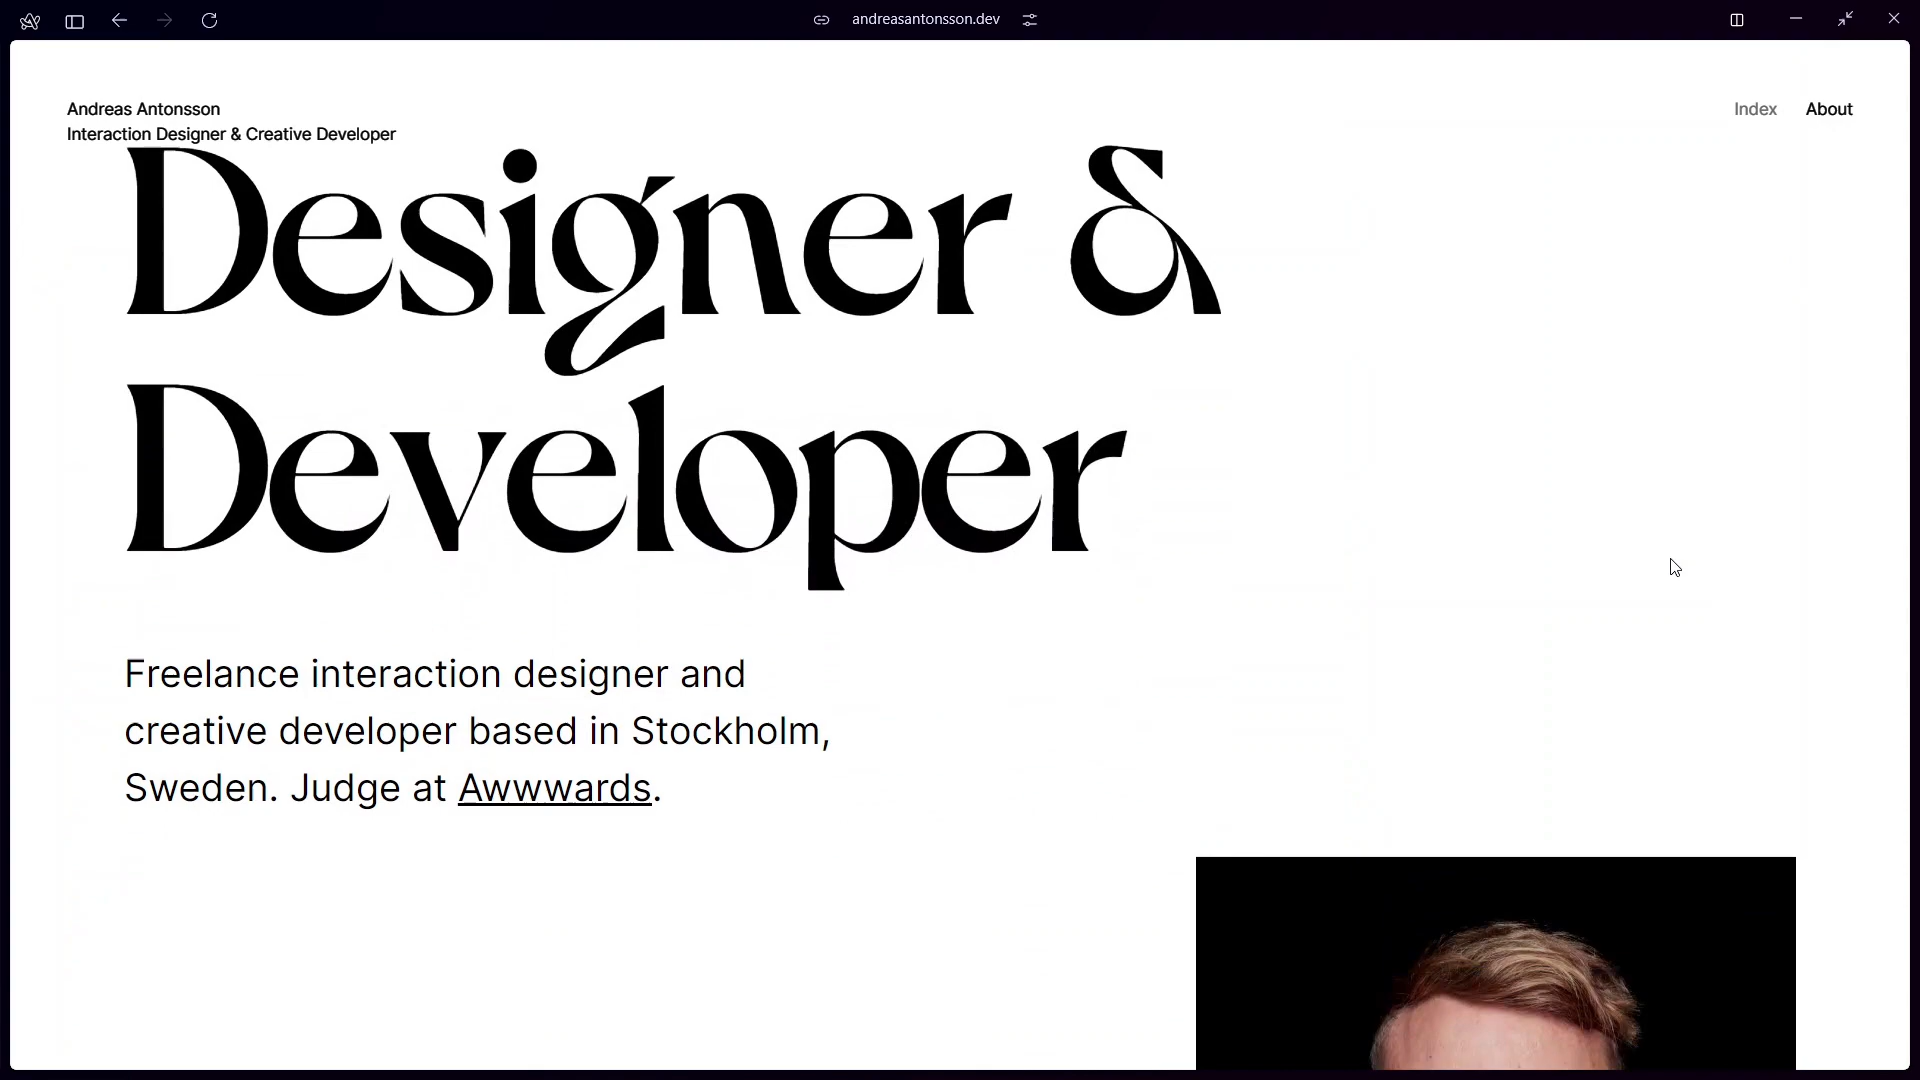 andreasantonsson.dev
Andreas Antonsson
Interaction Designer & Creative Developer
Index
About
Designer &
Developer
Freelance interaction designer and
creative developer based in Stockholm,
Sweden. Judge at Awwwards.